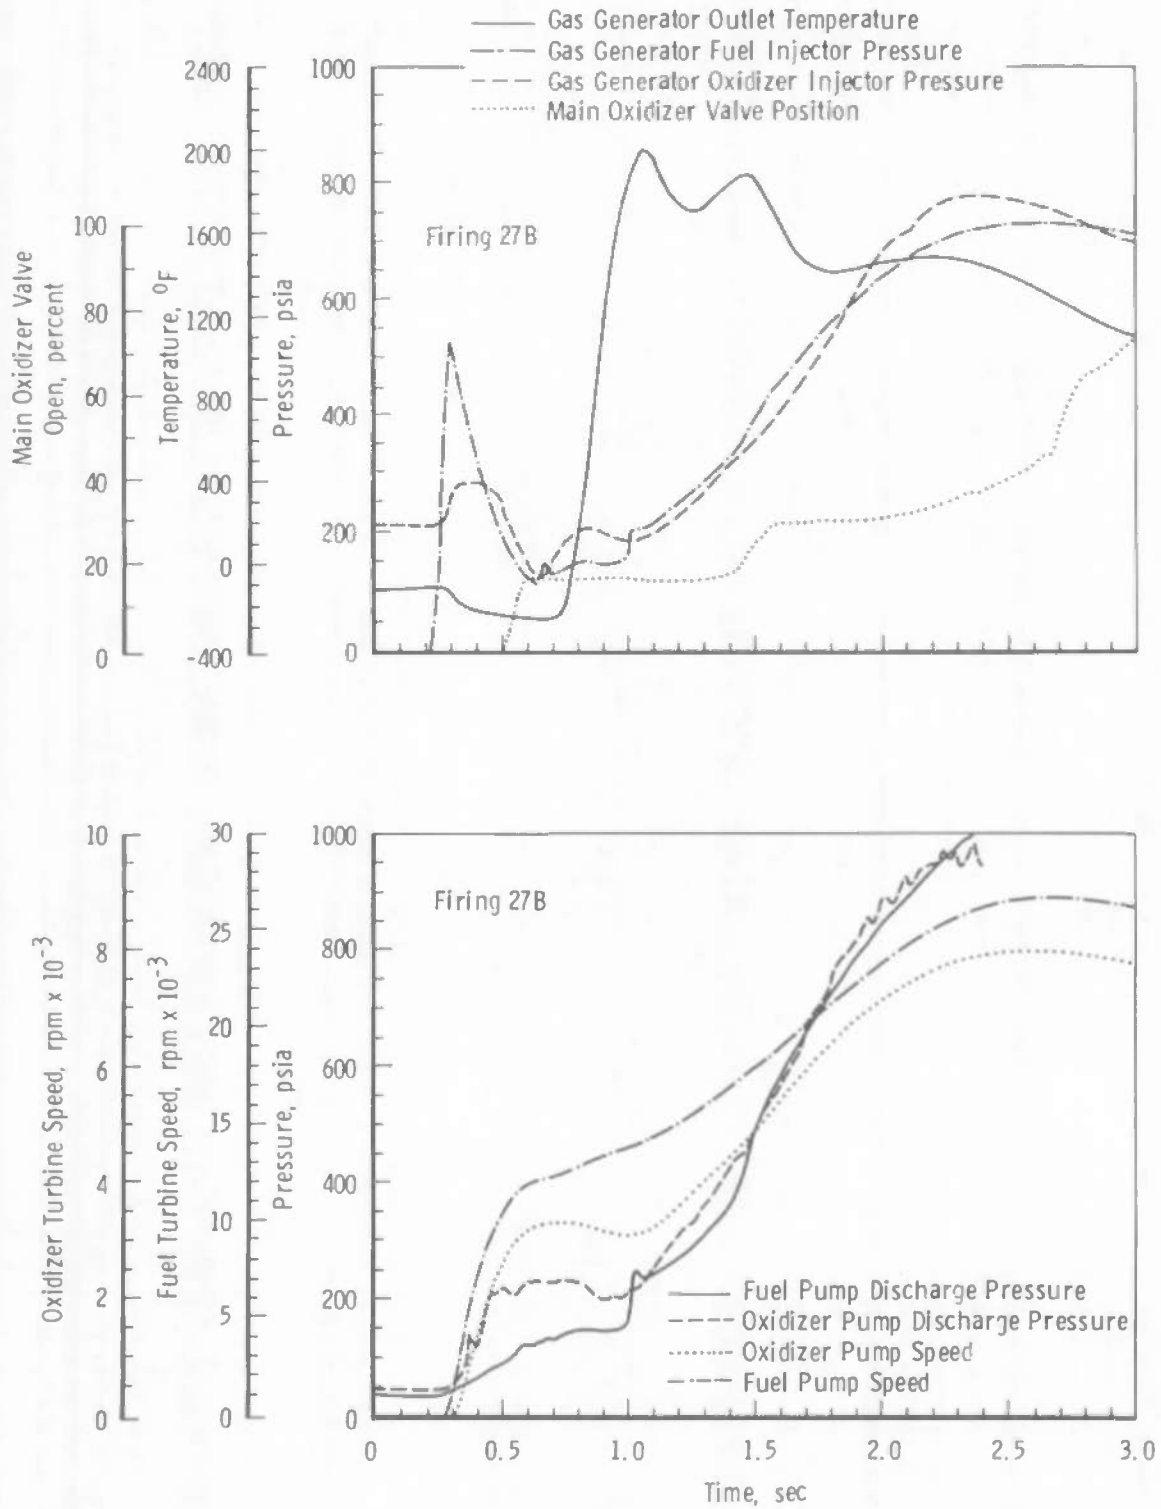 Gas Generator Outlet Temperature
Gas Generator Fuel Injector Pressure
Gas Generator Oxidizer Injector Pressure
Main Oxidizer Valve Position
Main Oxidizer Valve
Open, percent
100
80
60
40
20
0
Temperature, °F
2400
2000
1600
1200
800
400
0
-400
Pressure, psia
1000
800
600
400
200
0
Firing 27B
Oxidizer Turbine Speed, rpm x 10-3
10
8
6
4
2
0
Fuel Turbine Speed, rpm x 10-3
30
25
20
15
10
5
0
Pressure, psia
1000
800
600
400
200
0
Firing 27B
Fuel Pump Discharge Pressure
Oxidizer Pump Discharge Pressure
Oxidizer Pump Speed
Fuel Pump Speed
0 0.5 1.0 1.5 2.0 2.5 3.0
Time, sec